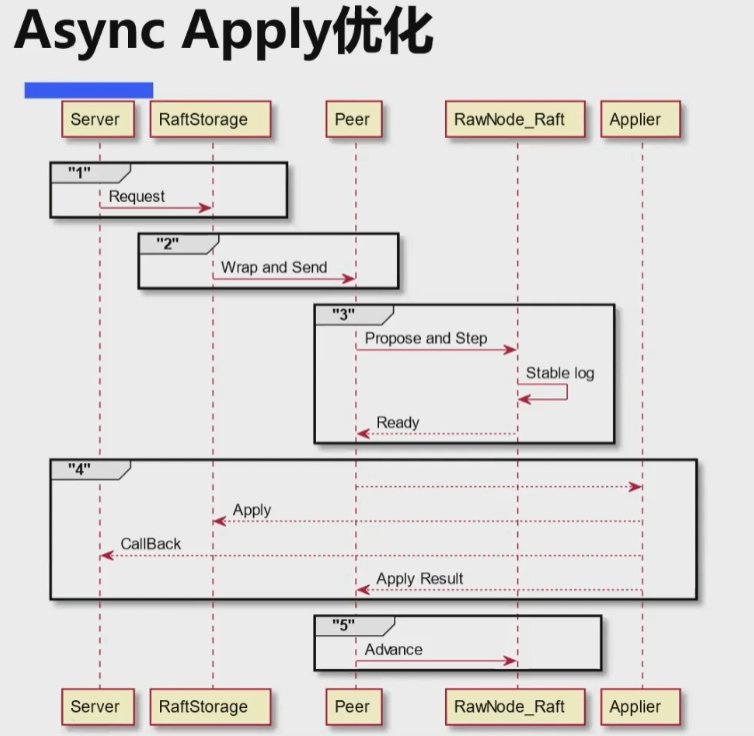 Async Apply优化
Server RaftStorage Peer RawNode_Raft Applier
"1"
Request
"2"
Wrap and Send
"3"
Propose and Step
Stable log
Ready
"4"
Apply
CallBack
Apply Result
"5"
Advance
Server RaftStorage Peer RawNode_Raft Applier